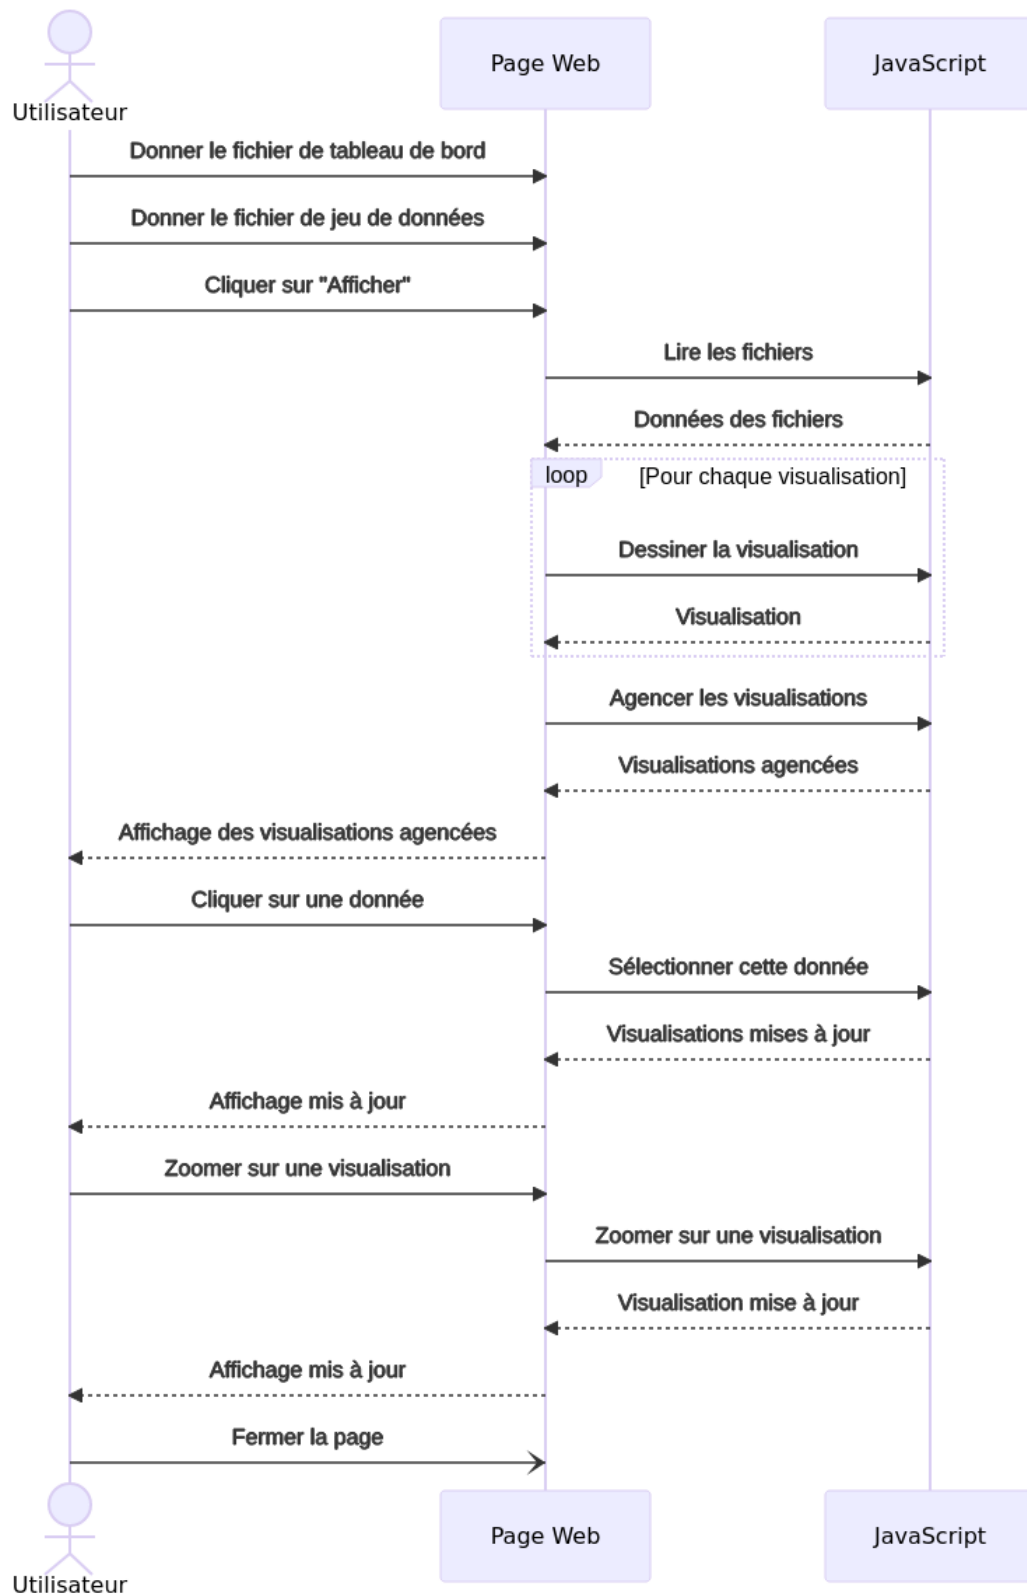 Utilisateur
Page Web
JavaScript
Donner le fichier de tableau de bord
Donner le fichier de jeu de données
Cliquer sur "Afficher"
Lire les fichiers
Données des fichiers
loop
[Pour chaque visualisation]
Dessiner la visualisation
Visualisation
Agencer les visualisations
Visualisations agencées
Affichage des visualisations agencées
Cliquer sur une donnée
Sélectionner cette donnée
Visualisations mises à jour
Affichage mis à jour
Zoomer sur une visualisation
Zoomer sur une visualisation
Visualisation mise à jour
Affichage mis à jour
Fermer la page
Utilisateur
Page Web
JavaScript